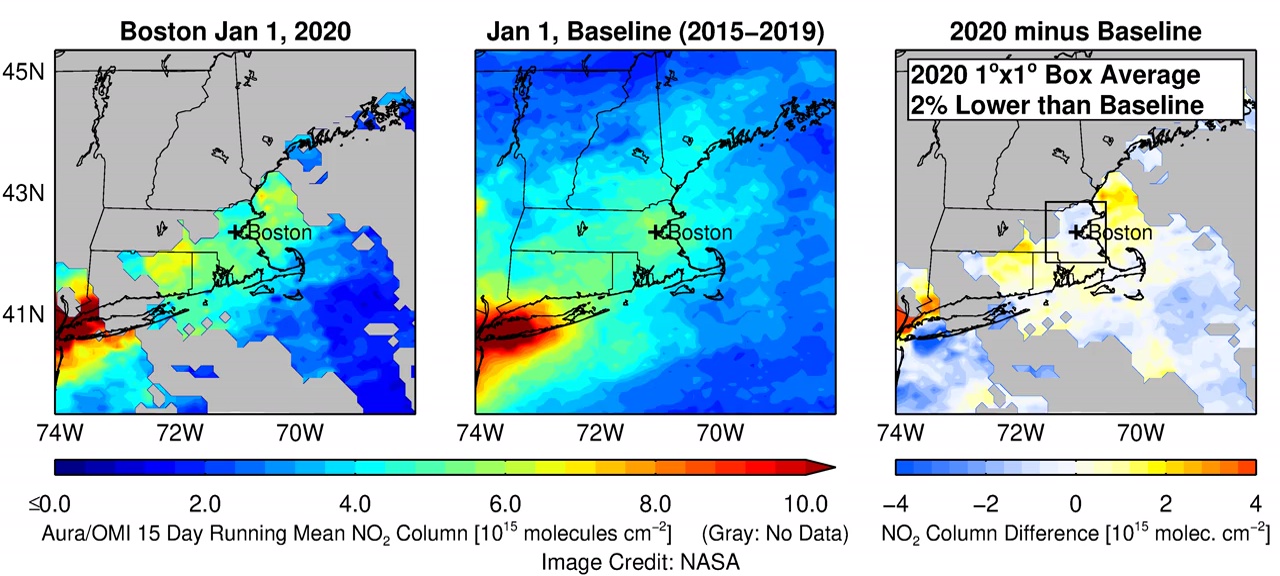 Boston Jan 1, 2020
Jan 1, Baseline (2015−2019)
2020 minus Baseline
2020 1°x1° Box Average
2% Lower than Baseline
45N
43N
41N
Boston
Boston
Boston
74W 72W 70W
74W 72W 70W
74W 72W 70W
≤0.0 2.0 4.0 6.0 8.0 10.0
−4 −2 0 2 4
Aura/OMI 15 Day Running Mean NO₂ Column [10¹⁵ molecules cm⁻²] (Gray: No Data)
NO₂ Column Difference [10¹⁵ molec. cm⁻²]
Image Credit: NASA